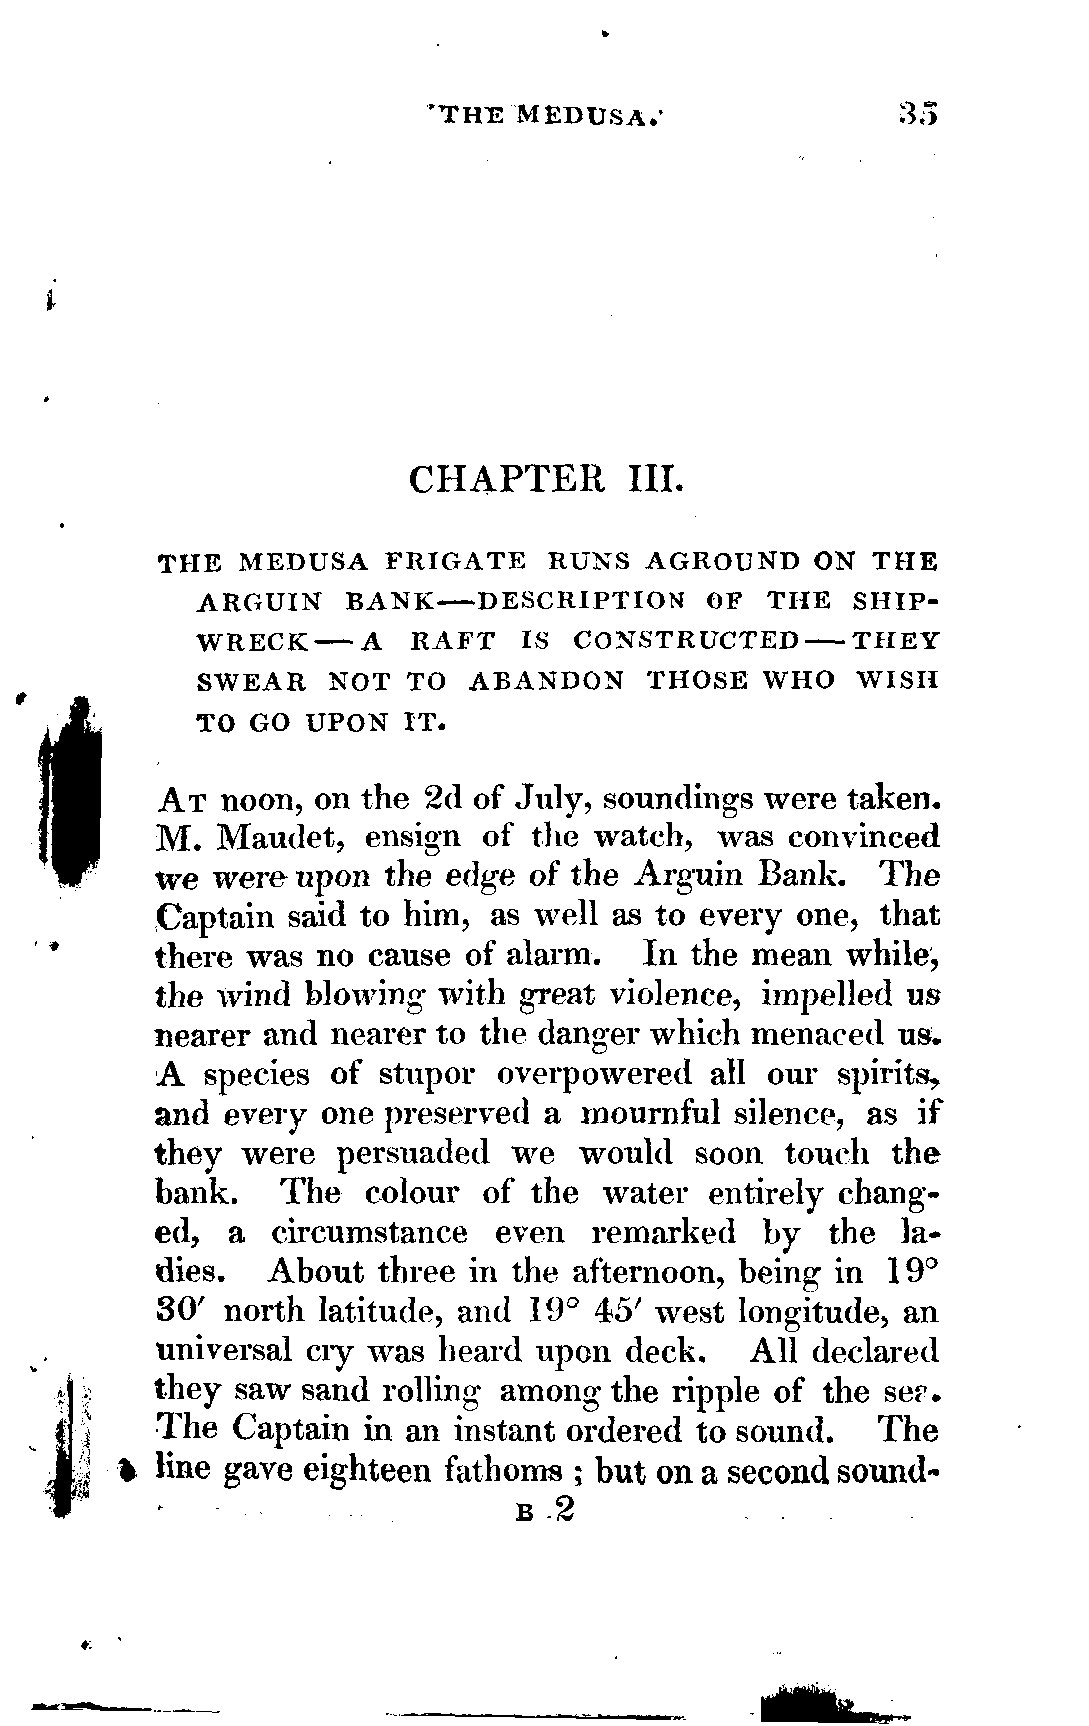 THE MEDUSA. 35
CHAPTER III.
THE MEDUSA FRIGATE RUNS AGROUND ON THE
ARGUIN BANK—DESCRIPTION OF THE SHIP-
WRECK—A RAFT IS CONSTRUCTED—THEY
SWEAR NOT TO ABANDON THOSE WHO WISH
TO GO UPON IT.
AT noon, on the 2d of July, soundings were taken.
M. Maudet, ensign of the watch, was convinced
we were upon the edge of the Arguin Bank. The
Captain said to him, as well as to every one, that
there was no cause of alarm. In the mean while,
the wind blowing with great violence, impelled us
nearer and nearer to the danger which menaced us.
A species of stupor overpowered all our spirits,
and every one preserved a mournful silence, as if
they were persuaded we would soon touch the
bank. The colour of the water entirely chang-
ed, a circumstance even remarked by the la-
dies. About three in the afternoon, being in 19°
30′ north latitude, and 19° 45′ west longitude, an
universal cry was heard upon deck. All declared
they saw sand rolling among the ripple of the sea.
The Captain in an instant ordered to sound. The
line gave eighteen fathoms ; but on a second sound-
B 2